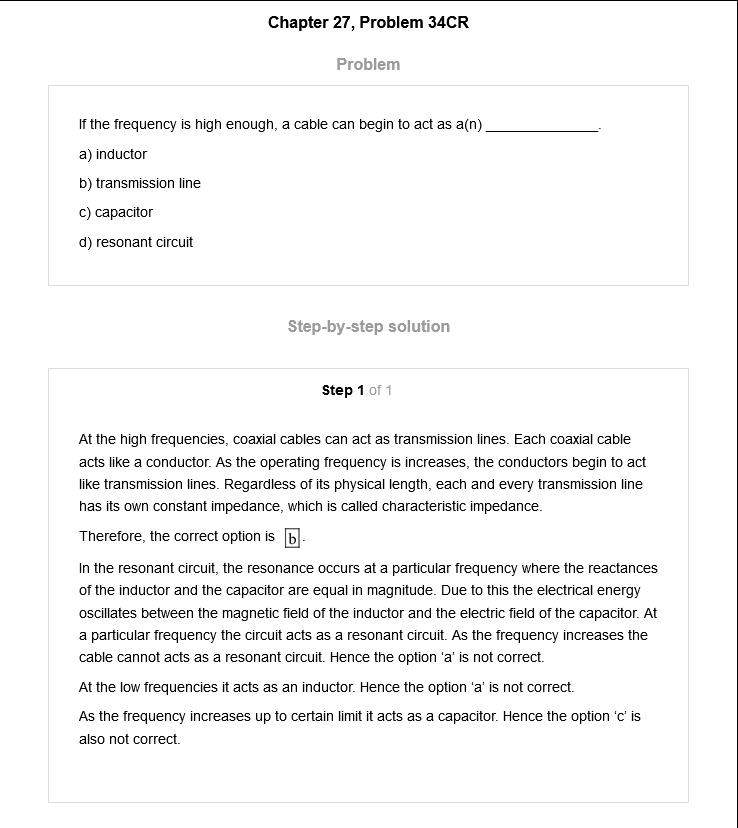 Chapter 27, Problem 34CR
Problem
If the frequency is high enough, a cable can begin to act as a(n) _______________.
a) inductor
b) transmission line
c) capacitor
d) resonant circuit
Step-by-step solution
Step 1 of 1
At the high frequencies, coaxial cables can act as transmission lines. Each coaxial cable
acts like a conductor. As the operating frequency is increases, the conductors begin to act
like transmission lines. Regardless of its physical length, each and every transmission line
has its own constant impedance, which is called characteristic impedance.
Therefore, the correct option is b.
In the resonant circuit, the resonance occurs at a particular frequency where the reactances
of the inductor and the capacitor are equal in magnitude. Due to this the electrical energy
oscillates between the magnetic field of the inductor and the electric field of the capacitor. At
a particular frequency the circuit acts as a resonant circuit. As the frequency increases the
cable cannot acts as a resonant circuit. Hence the option ‘a’ is not correct.
At the low frequencies it acts as an inductor. Hence the option ‘a’ is not correct.
As the frequency increases up to certain limit it acts as a capacitor. Hence the option ‘c’ is
also not correct.